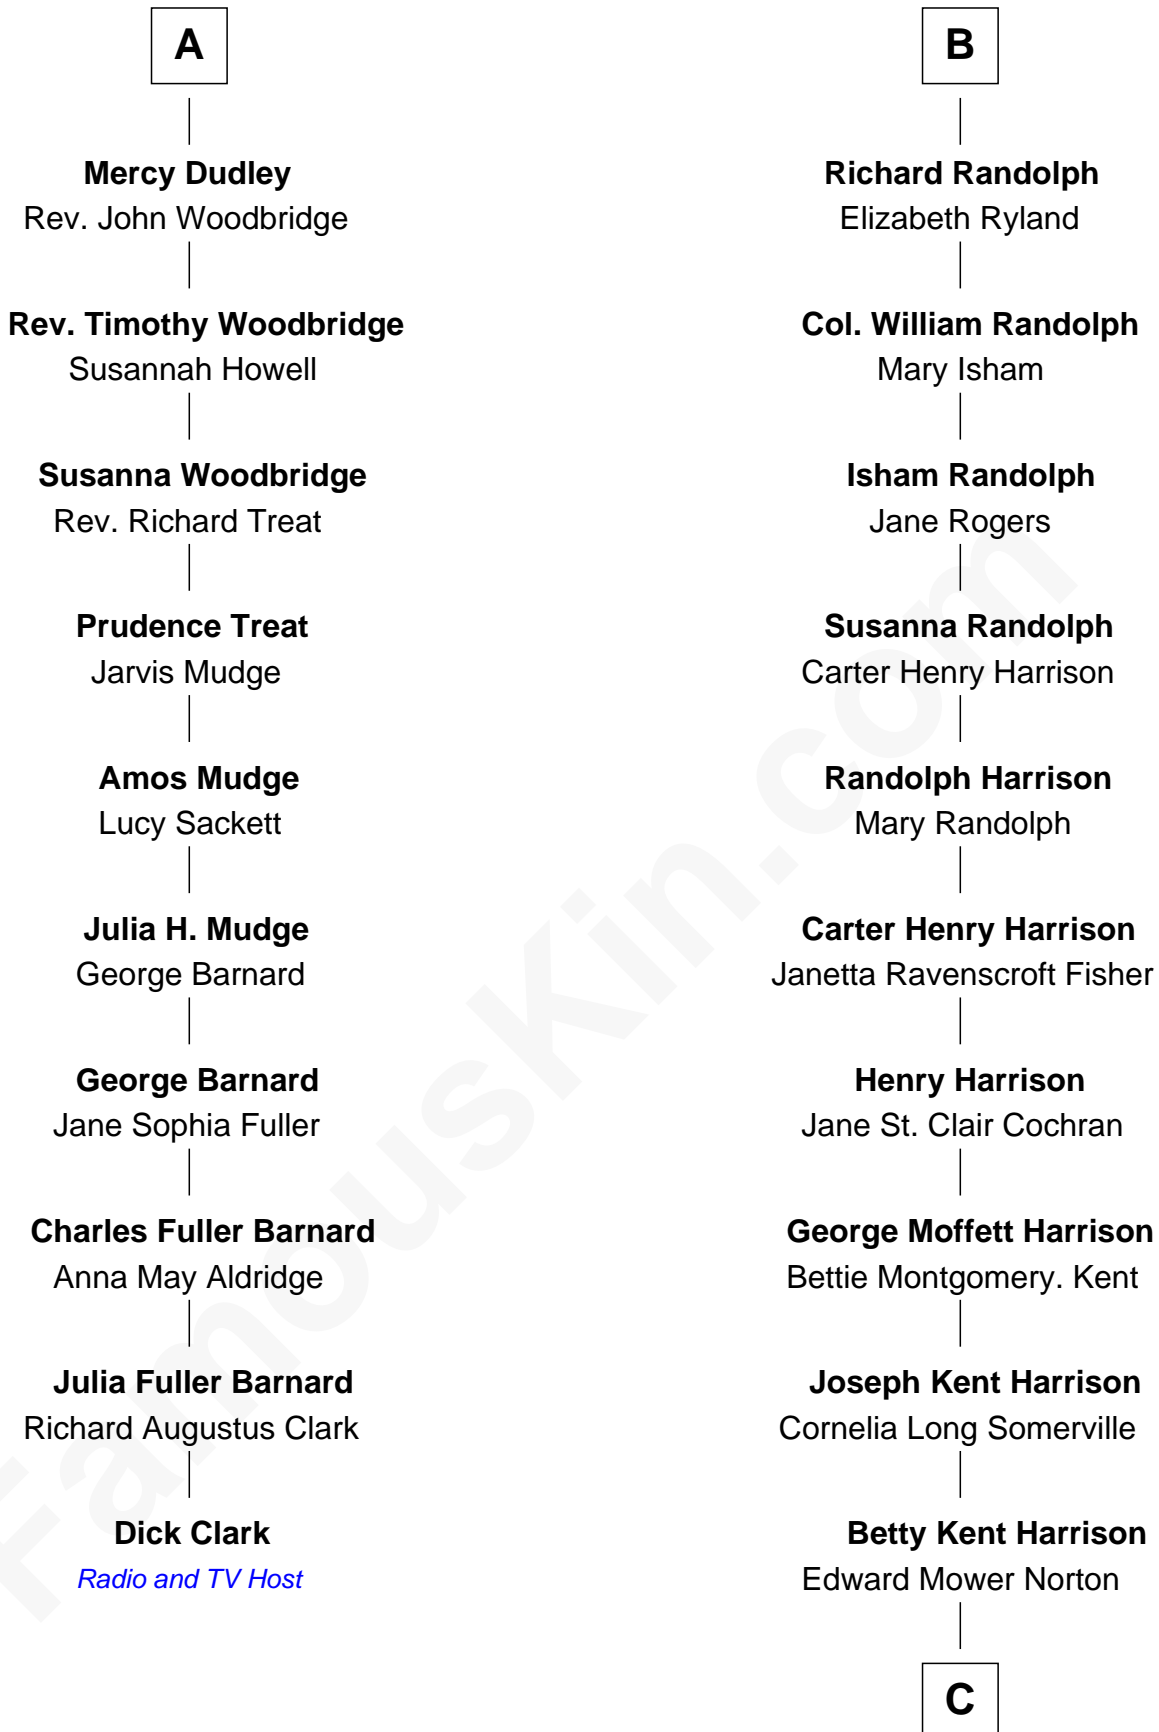 A
Mercy Dudley
Rev. John Woodbridge
Rev. Timothy Woodbridge
Susannah Howell
Susanna Woodbridge
Rev. Richard Treat
Prudence Treat
Jarvis Mudge
Amos Mudge
Lucy Sackett
Julia H. Mudge
George Barnard
George Barnard
Jane Sophia Fuller
Charles Fuller Barnard
Anna May Aldridge
Julia Fuller Barnard
Richard Augustus Clark
Dick Clark
Radio and TV Host
B
Richard Randolph
Elizabeth Ryland
Col. William Randolph
Mary Isham
Isham Randolph
Jane Rogers
Susanna Randolph
Carter Henry Harrison
Randolph Harrison
Mary Randolph
Carter Henry Harrison
Janetta Ravenscroft Fisher
Henry Harrison
Jane St. Clair Cochran
George Moffett Harrison
Bettie Montgomery. Kent
Joseph Kent Harrison
Cornelia Long Somerville
Betty Kent Harrison
Edward Mower Norton
C
FamousKin.com